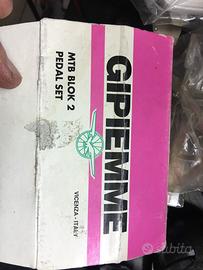 GIPIEMME
VICENZA - ITALY
MTB BLOK 2
PEDAL SET
subito